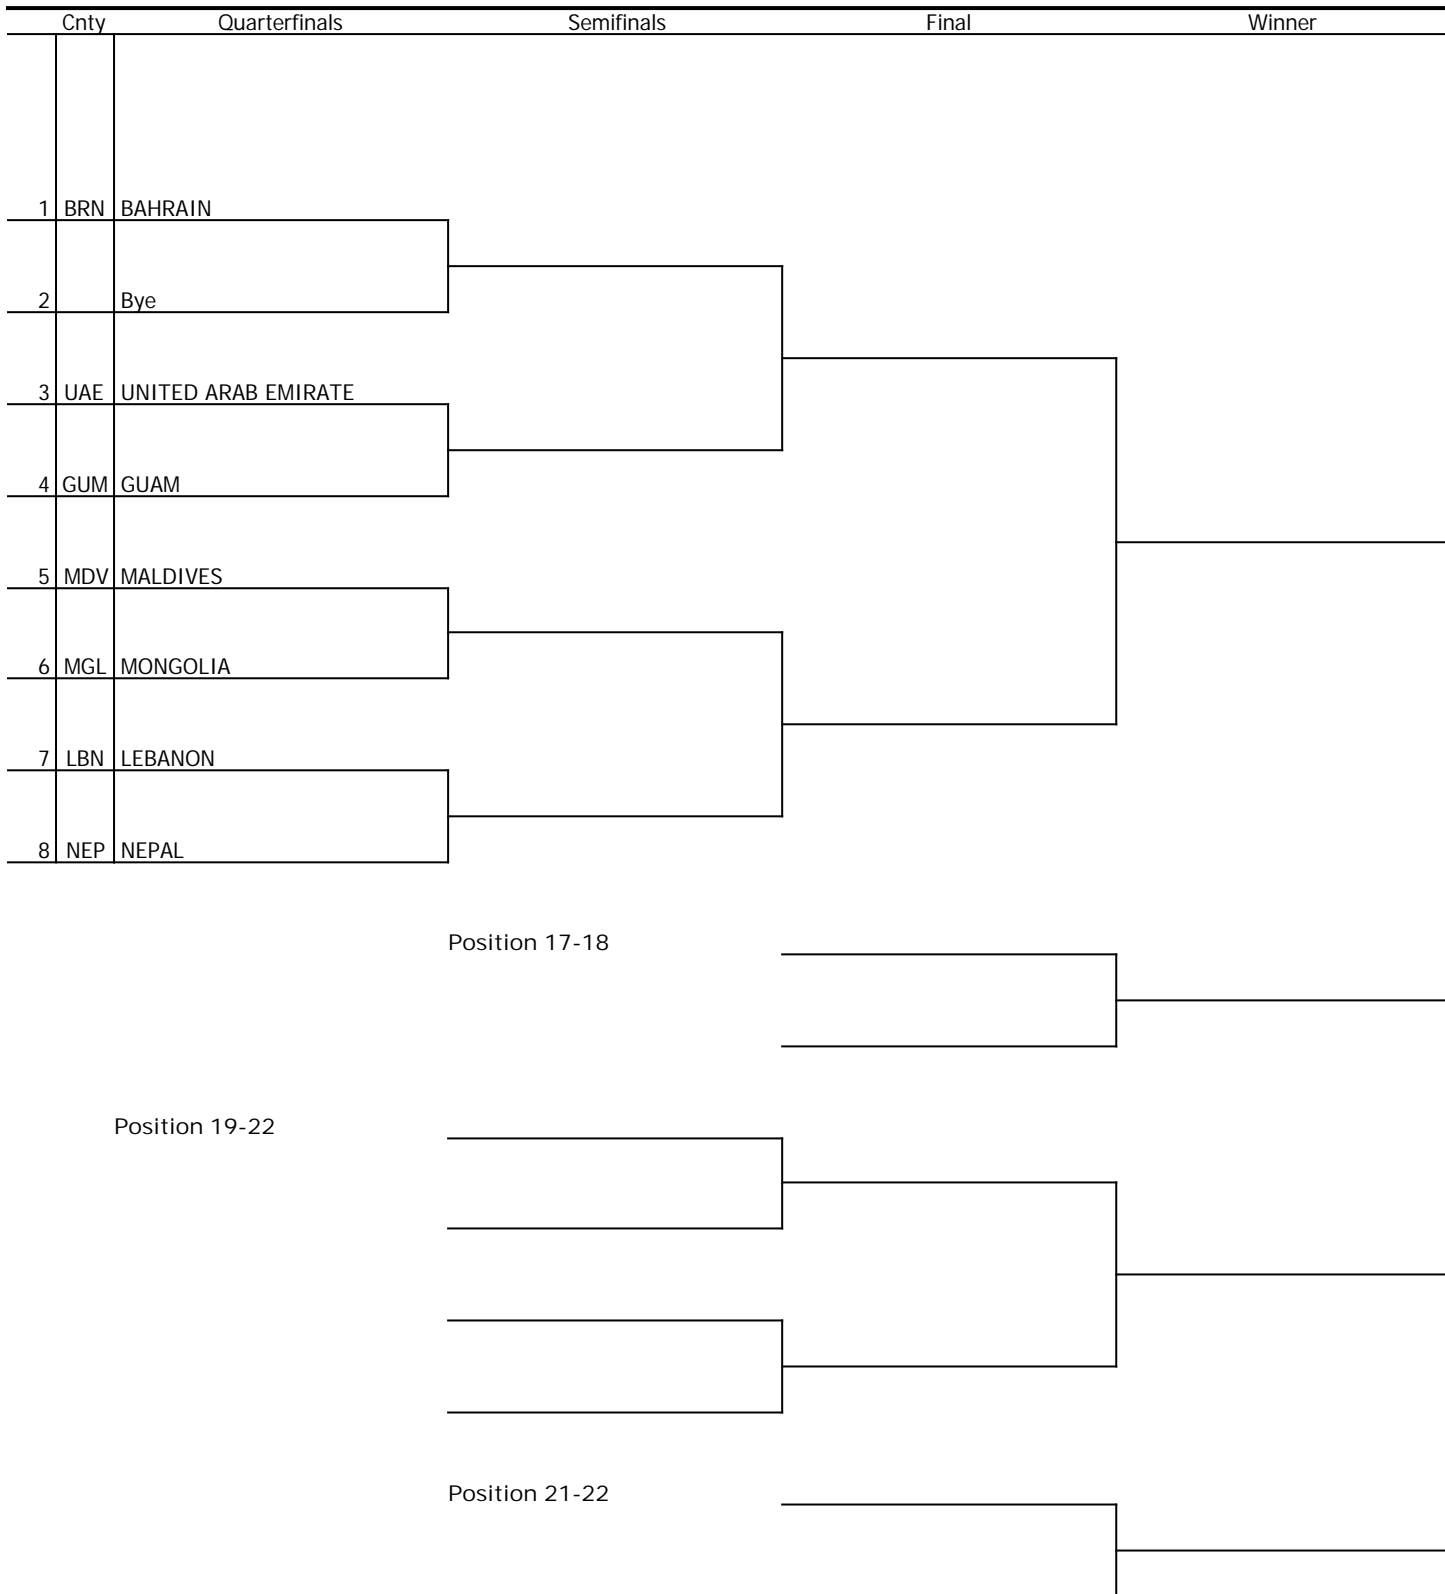 Cnty Quarterfinals Semifinals Final Winner
1 BRN BAHRAIN
2 Bye
3 UAE UNITED ARAB EMIRATE
4 GUM GUAM
5 MDV MALDIVES
6 MGL MONGOLIA
7 LBN LEBANON
8 NEP NEPAL
Position 17-18
Position 19-22
Position 21-22